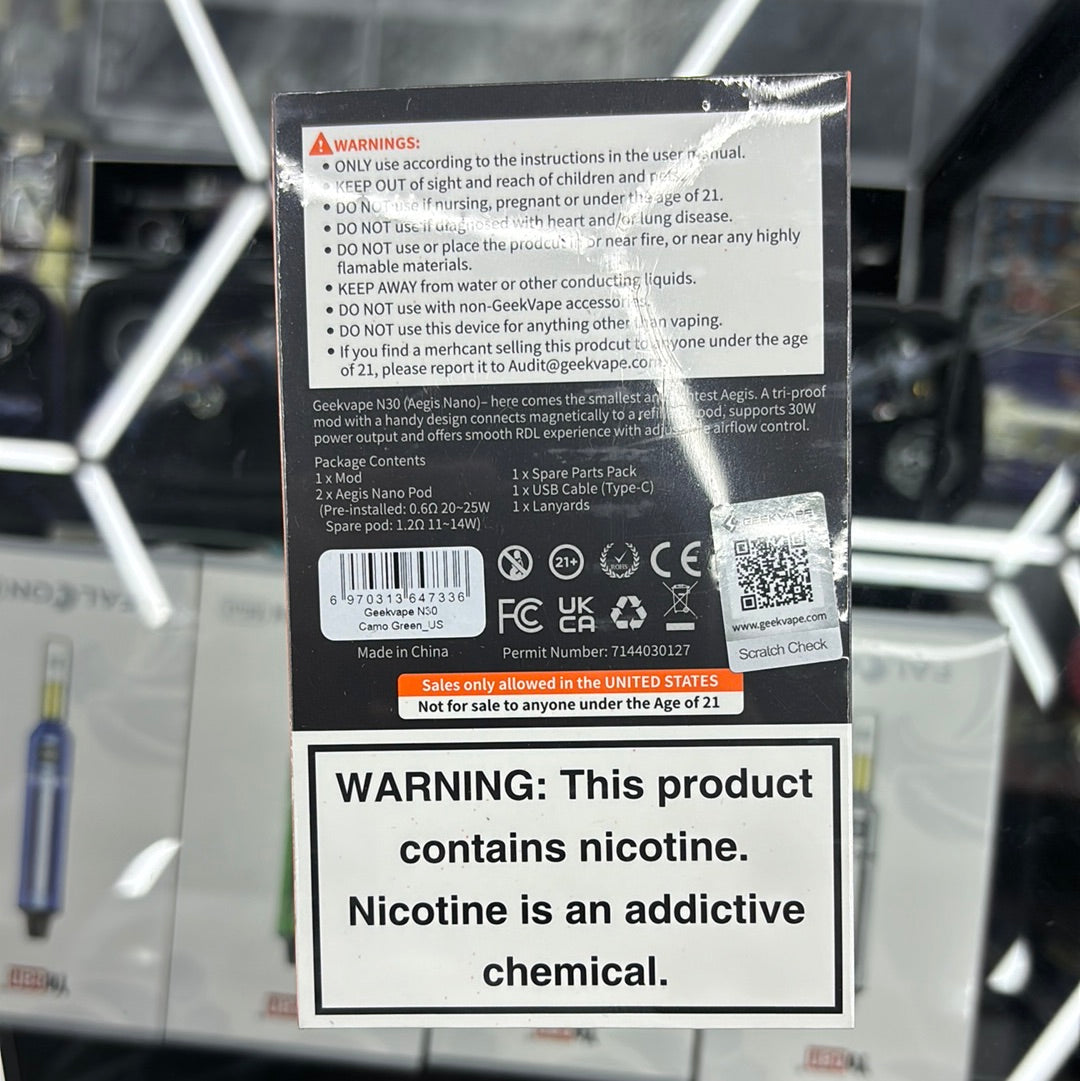 WARNINGS:
• ONLY use according to the instructions in the user manual.
• KEEP OUT of sight and reach of children and pets.
• DO NOT use if nursing, pregnant or under the age of 21.
• DO NOT use if diagnosed with heart and/or lung disease.
• DO NOT use or place the prodcut or near fire, or near any highly
flamable materials.
• KEEP AWAY from water or other conducting liquids.
• DO NOT use with non-GeekVape accessories.
• DO NOT use this device for anything other than vaping.
• If you find a merhcant selling this prodcut to anyone under the age
of 21, please report it to Audit@geekvape.com
Geekvape N30 (Aegis Nano)– here comes the smallest and lightest Aegis. A tri-proof
mod with a handy design connects magnetically to a refillable pod, supports 30W
power output and offers smooth RDL experience with adjustable airflow control.
Package Contents
1 x Mod
2 x Aegis Nano Pod
(Pre-installed: 0.6Ω 20~25W
Spare pod: 1.2Ω 11~14W)
1 x Spare Parts Pack
1 x USB Cable (Type-C)
1 x Lanyards
6 970313 647336
Geekvape N30
Camo Green_US
21+
ROHS
CE
FC
UK
CA
Made in China
Permit Number: 7144030127
GEEKVAPE
www.geekvape.com
Scratch Check
Sales only allowed in the UNITED STATES
Not for sale to anyone under the Age of 21
WARNING: This product
contains nicotine.
Nicotine is an addictive
chemical.